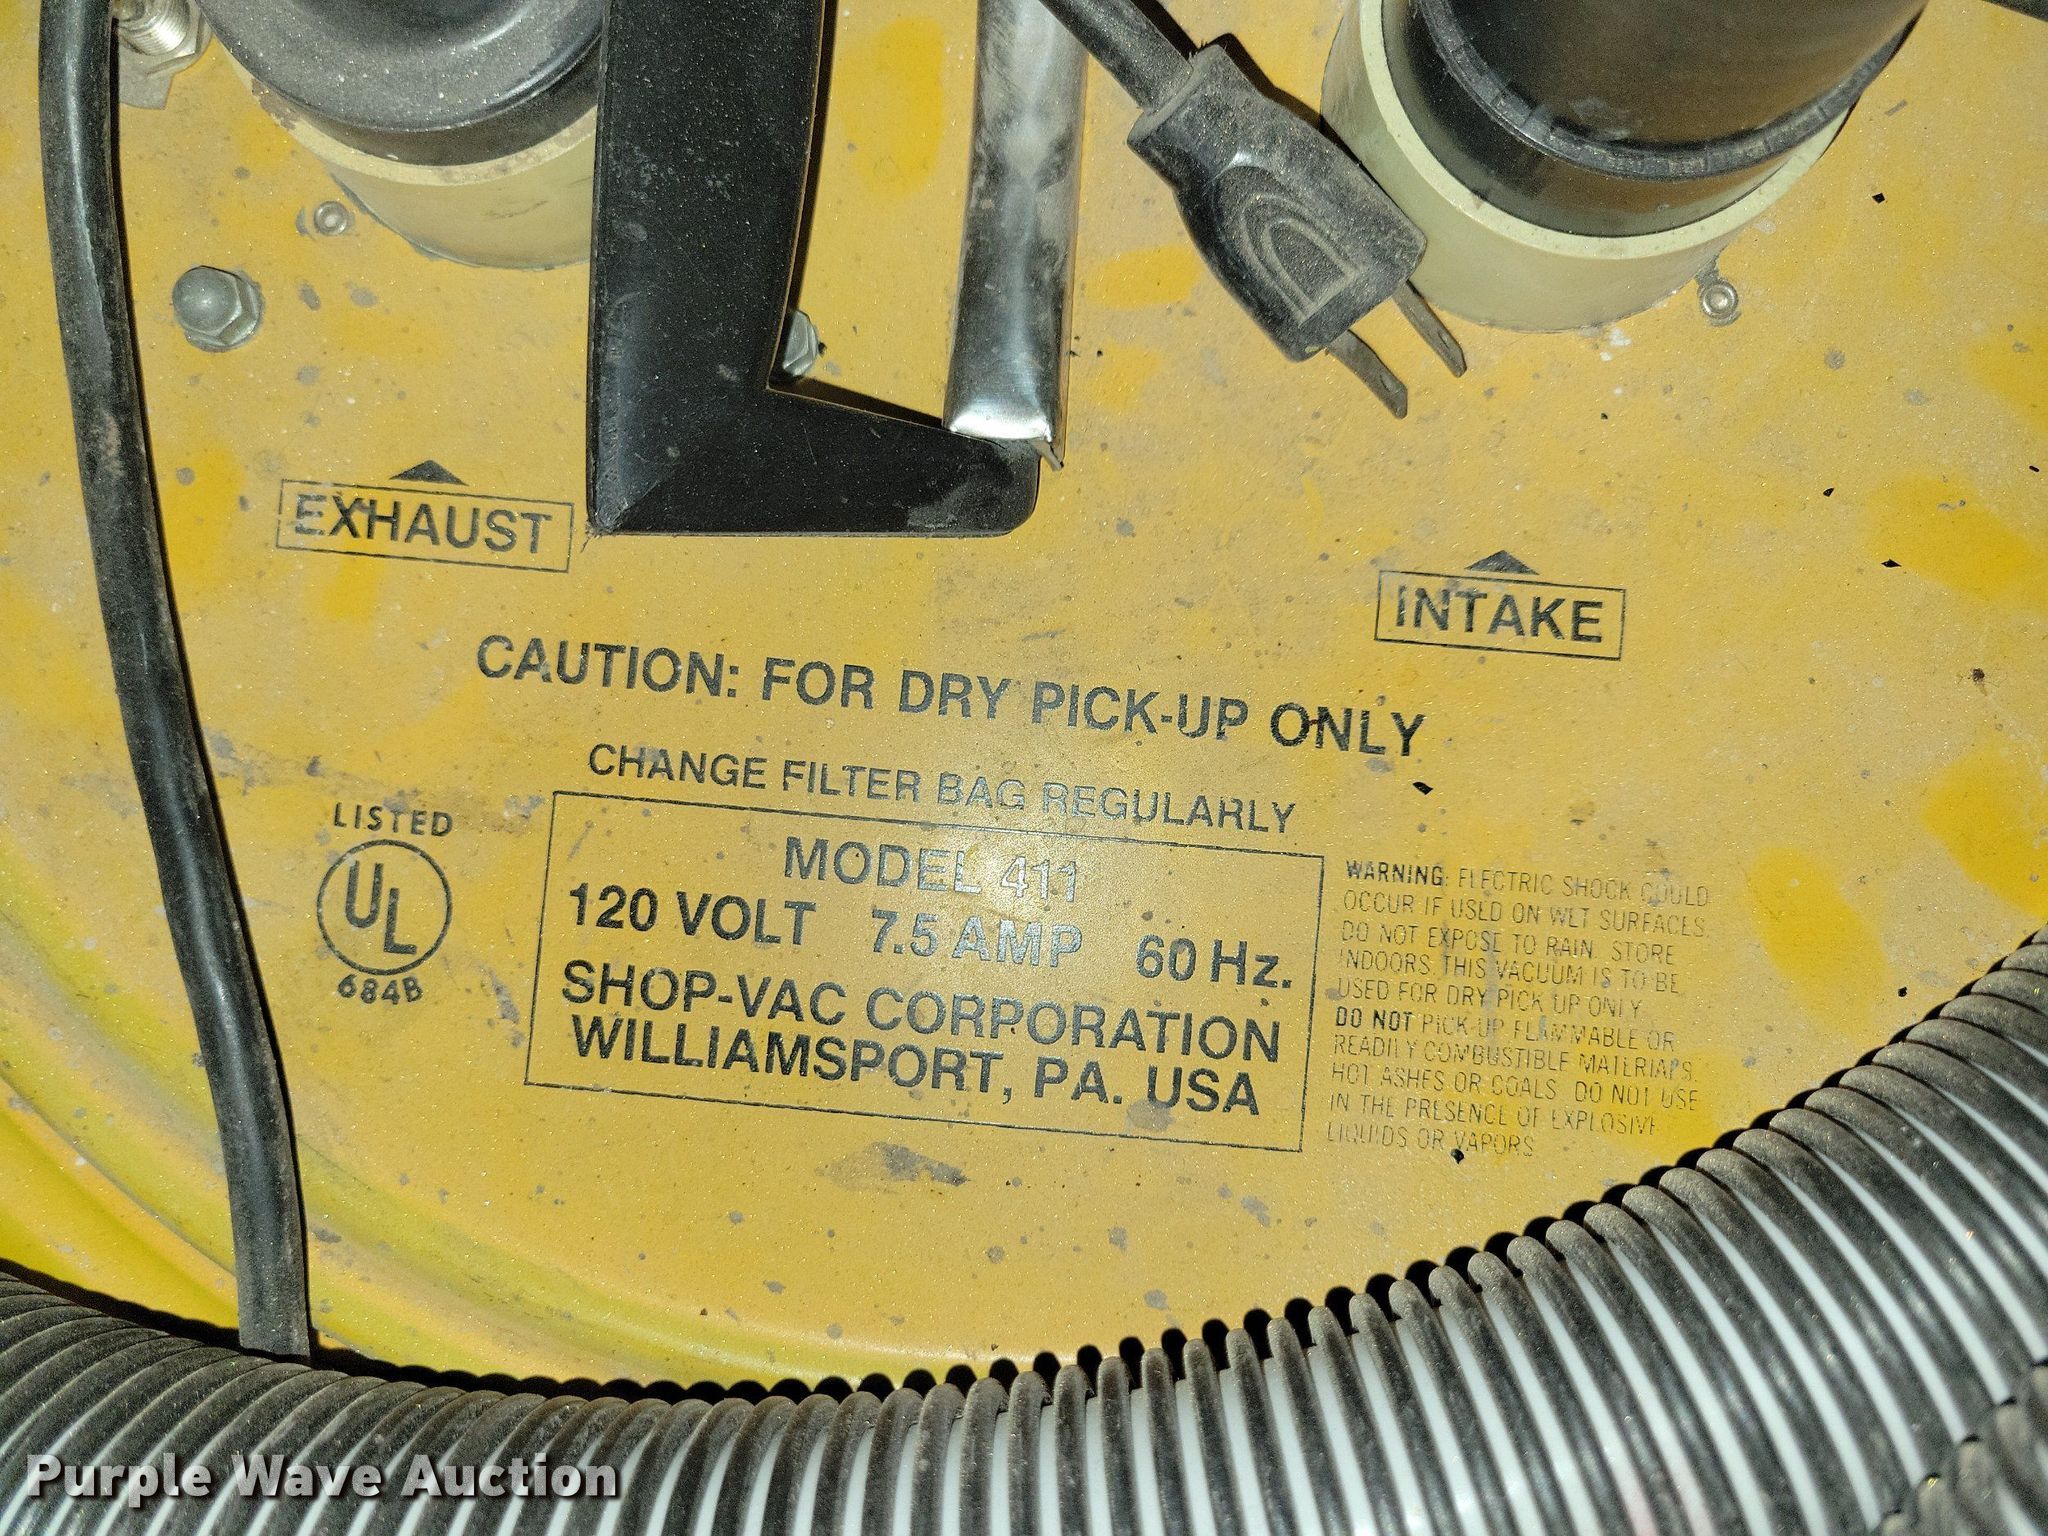 EXHAUST
INTAKE
CAUTION: FOR DRY PICK-UP ONLY
CHANGE FILTER BAG REGULARLY
LISTED
UL
684B
MODEL 411
120 VOLT 7.5 AMP 60 Hz.
SHOP-VAC CORPORATION
WILLIAMSPORT, PA. USA
WARNING: ELECTRIC SHOCK COULD
OCCUR IF USED ON WET SURFACES.
DO NOT EXPOSE TO RAIN. STORE
INDOORS. THIS VACUUM IS TO BE
USED FOR DRY PICK UP ONLY.
DO NOT PICK-UP FLAMMABLE OR
READILY COMBUSTIBLE MATERIALS.
HOT ASHES OR COALS. DO NOT USE
IN THE PRESENCE OF EXPLOSIVE
LIQUIDS OR VAPORS
Purple Wave Auction